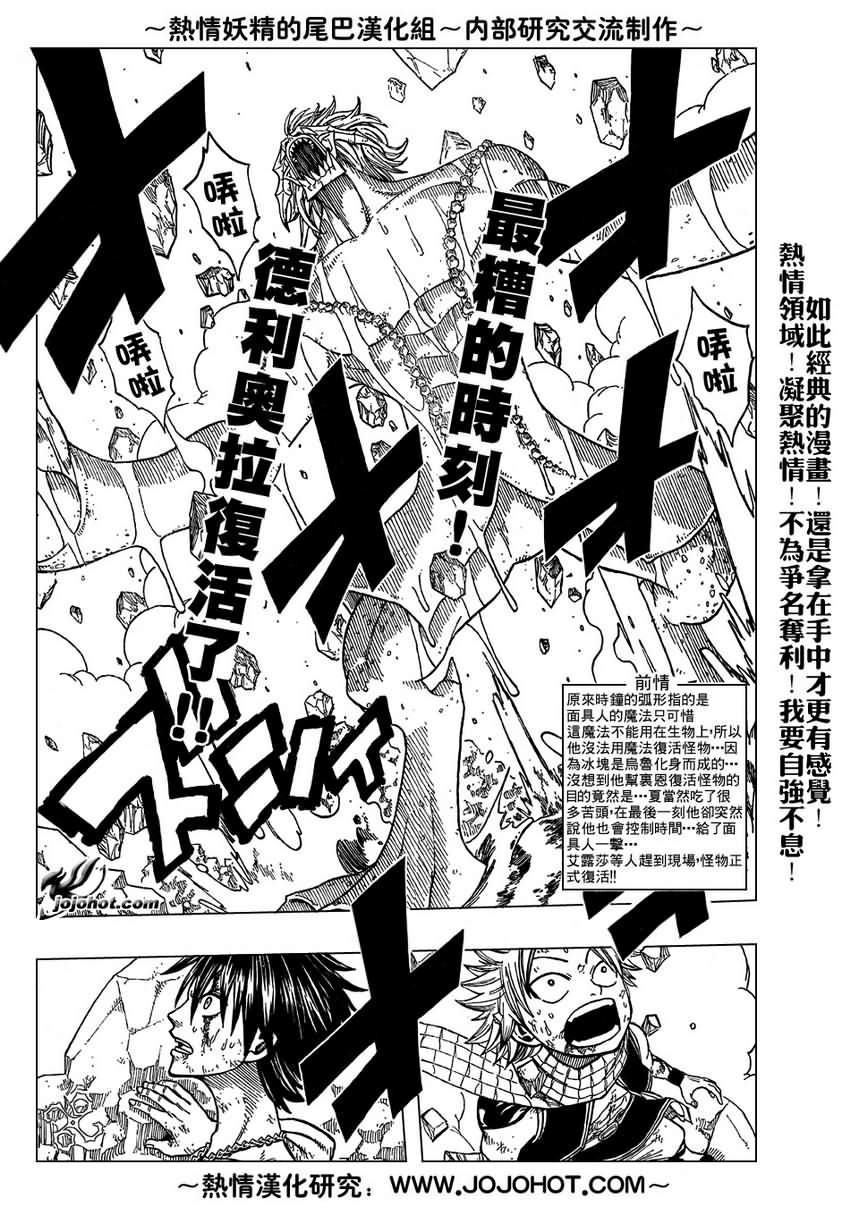 ～熱情妖精的尾巴漢化組～内部研究交流制作～
最糟的時刻！
德利奧拉復活了!!
弄啦
弄啦
弄啦
ズシィ
前情
原來時鐘的弧形指的是
面具人的魔法只可惜
這魔法不能用在生物上,所以
他沒法用魔法復活怪物…因
為冰塊是烏魯化身而成的…
沒想到他幫裏恩復活怪物的
目的竟然是…夏當然吃了很
多苦頭,在最後一刻他卻突然
說他也會控制時間…給了面
具人一擊…
艾露莎等人趕到現場,怪物正
式復活!!
如此經典的漫畫！還是拿在手中才更有感覺！
熱情領域！凝聚熱情！不為爭名奪利！我要自強不息！
jojohot.com
～熱情漢化研究：WWW.JOJOHOT.COM～